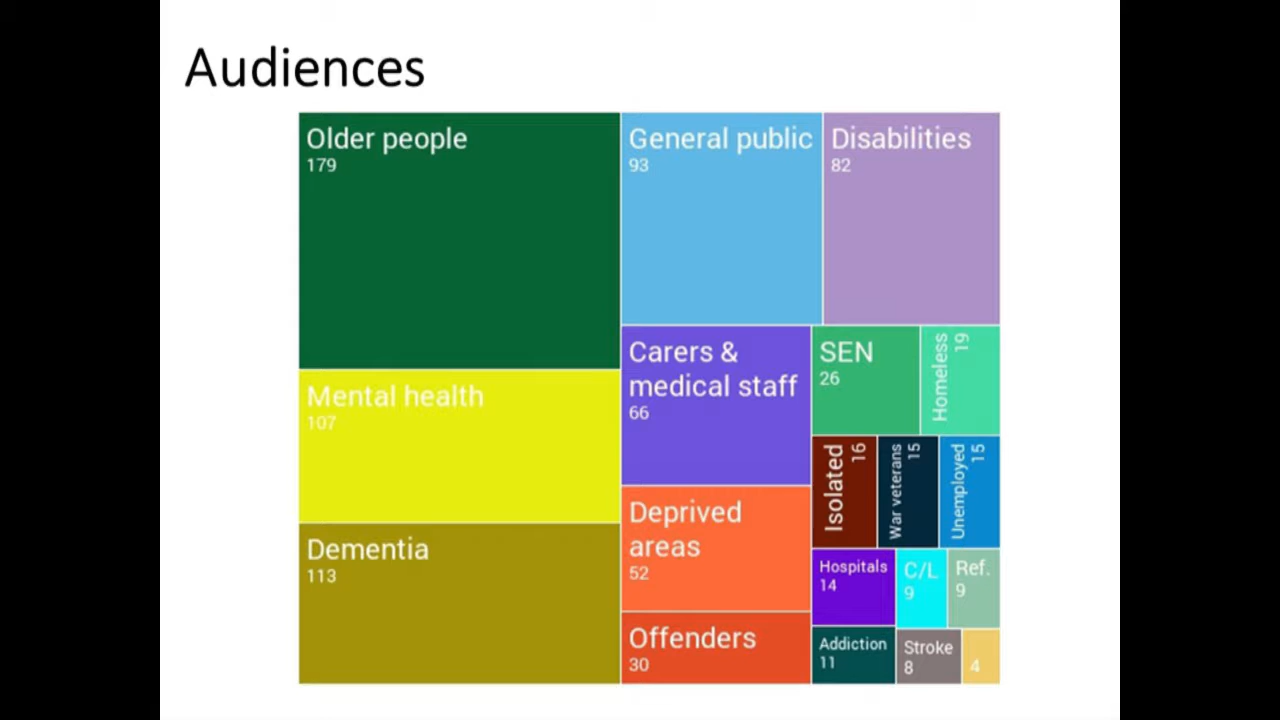 Audiences
Older people
179
General public
93
Disabilities
82
Mental health
107
Dementia
113
Carers &
medical staff
66
Deprived
areas
52
Offenders
30
SEN
26
Homeless
19
Isolated
16
War veterans
15
Unemployed
15
Hospitals
14
C/L
9
Ref.
9
Addiction
11
Stroke
8
4